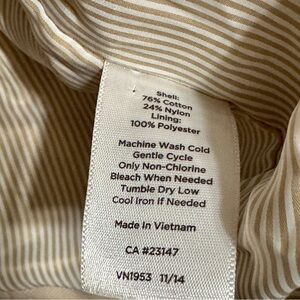 Shell:
76% Cotton
24% Nylon
Lining:
100% Polyester
Machine Wash Cold
Gentle Cycle
Only Non-Chlorine
Bleach When Needed
Tumble Dry Low
Cool Iron If Needed
Made In Vietnam
CA #23147
VN1953 11/14